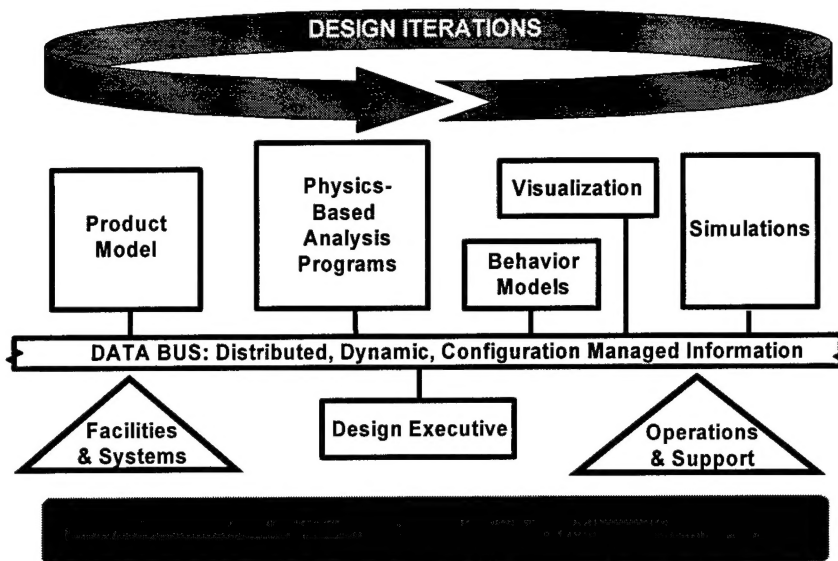 DESIGN ITERATIONS
Product
Model
Physics-
Based
Analysis
Programs
Visualization
Behavior
Models
Simulations
DATA BUS: Distributed, Dynamic, Configuration Managed Information
Facilities
& Systems
Design Executive
Operations
& Support